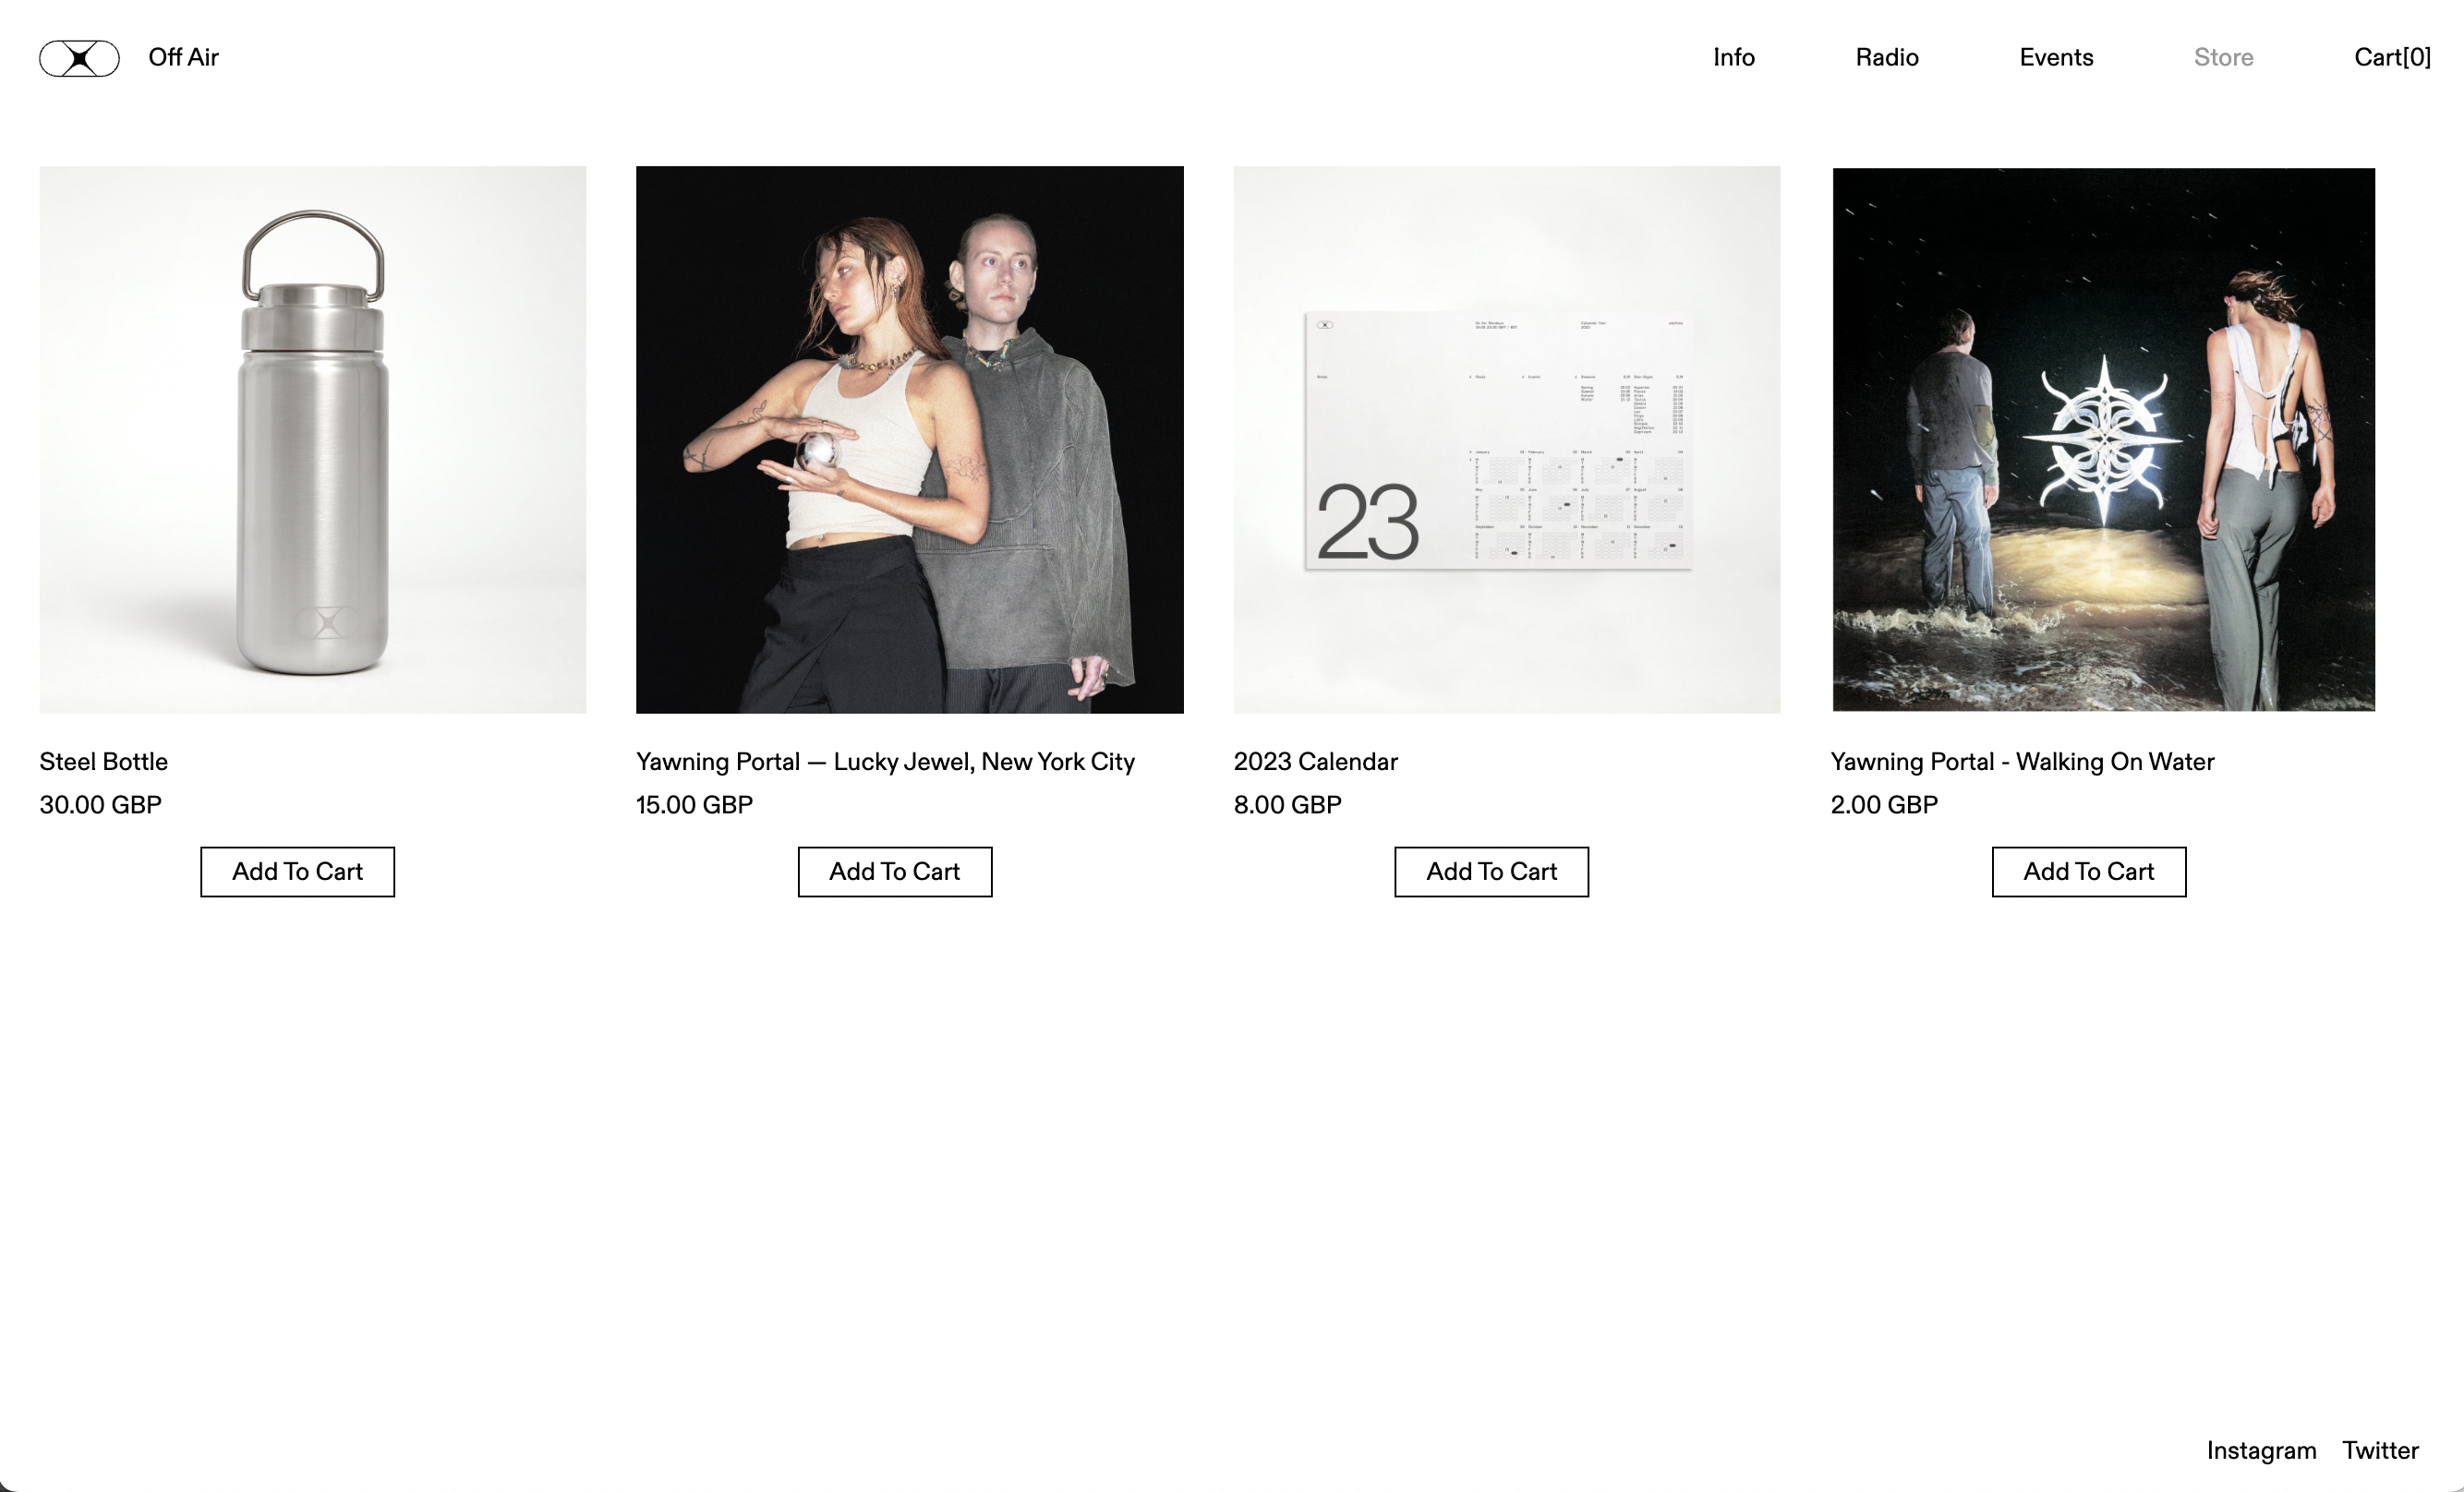 Off Air
Info
Radio
Events
Store
Cart[0]
23
Steel Bottle
30.00 GBP
Add To Cart
Yawning Portal — Lucky Jewel, New York City
15.00 GBP
Add To Cart
2023 Calendar
8.00 GBP
Add To Cart
Yawning Portal - Walking On Water
2.00 GBP
Add To Cart
Instagram
Twitter